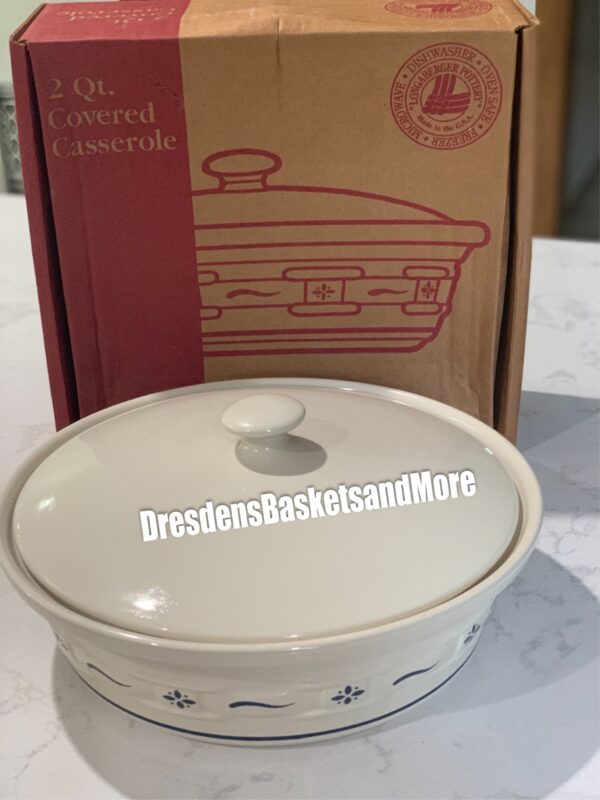 2 Qt.
Covered
Casserole
MICROWAVE • DISHWASHER • OVEN SAFE • FREEZER •
LONGABERGER POTTERY
Made in the U.S.A.
DresdensBasketsandMore